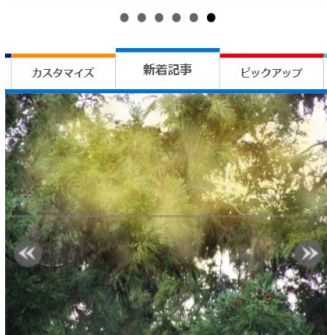 カスタマイズ
新着記事
ピックアップ